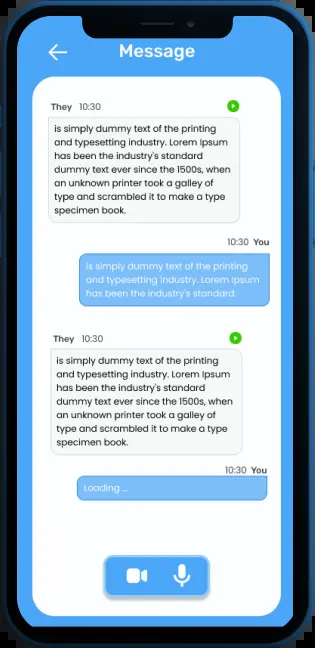 Message
They 10:30
is simply dummy text of the printing
and typesetting industry. Lorem Ipsum
has been the industry's standard
dummy text ever since the 1500s, when
an unknown printer took a galley of
type and scrambled it to make a type
specimen book.
10:30 You
is simply dummy text of the printing
and typesetting industry. Lorem Ipsum
has been the industry's standard.
They 10:30
is simply dummy text of the printing
and typesetting industry. Lorem Ipsum
has been the industry's standard
dummy text ever since the 1500s, when
an unknown printer took a galley of
type and scrambled it to make a type
specimen book.
10:30 You
Loading ...